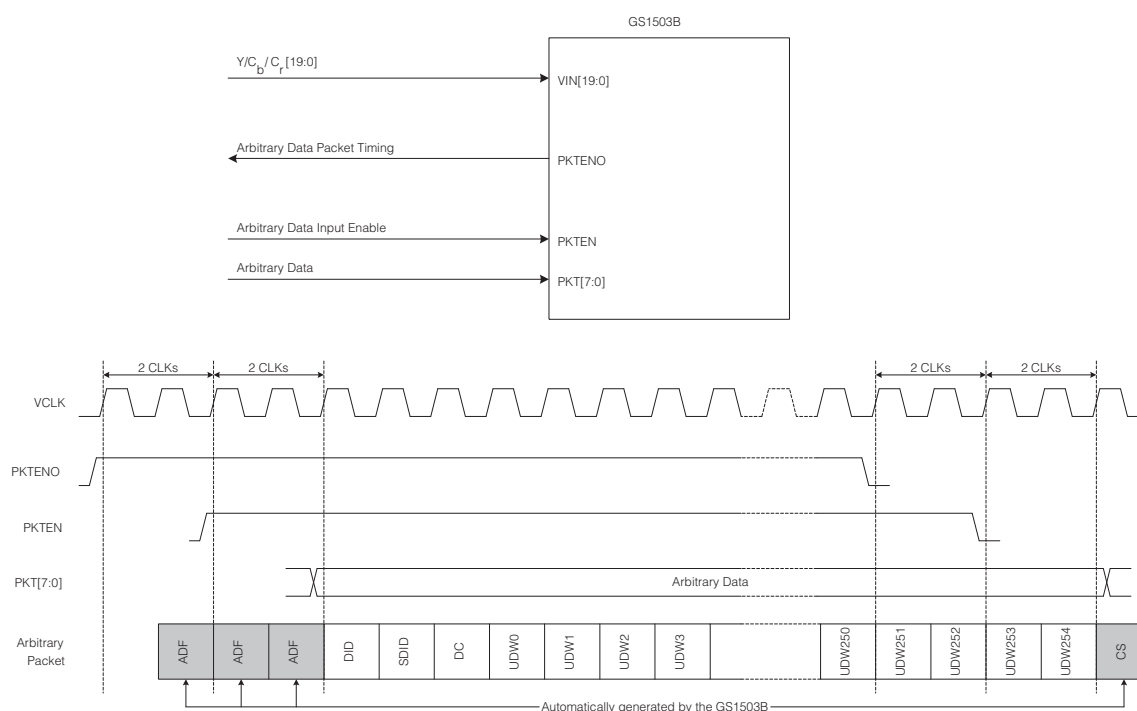 GS1503B
Y/Cb/Cr[19:0]
VIN[19:0]
Arbitrary Data Packet Timing
PKTENO
Arbitrary Data Input Enable
PKTEN
Arbitrary Data
PKT[7:0]
2 CLKs
2 CLKs
2 CLKs
2 CLKs
VCLK
PKTENO
PKTEN
PKT[7:0]
Arbitrary Data
Arbitrary
Packet
ADF
ADF
ADF
DID
SDID
DC
UDW0
UDW1
UDW2
UDW3
UDW250
UDW251
UDW252
UDW253
UDW254
CS
Automatically generated by the GS1503B